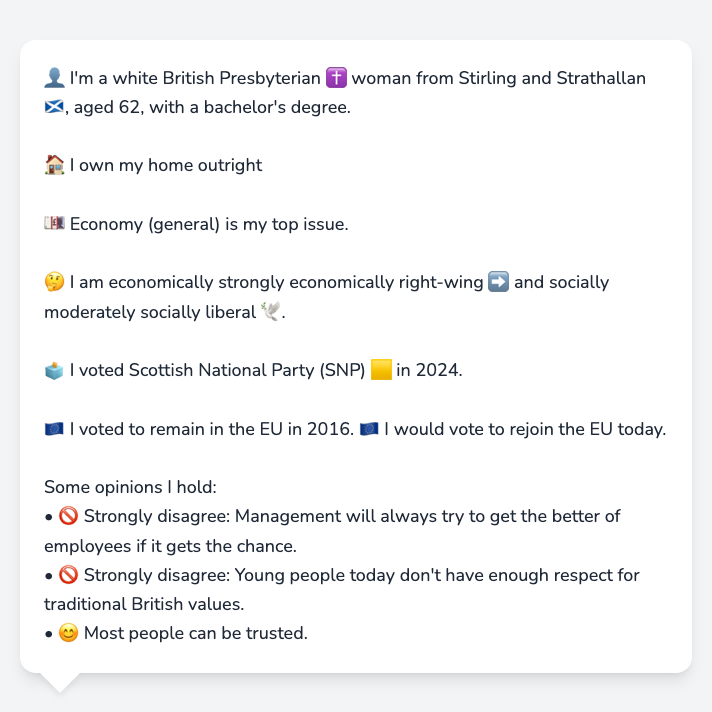 👤 I'm a white British Presbyterian ✝️ woman from Stirling and Strathallan
🏴󠁧󠁢󠁳󠁣󠁴󠁿, aged 62, with a bachelor's degree.
🏠 I own my home outright
💷 Economy (general) is my top issue.
🤔 I am economically strongly economically right-wing ➡️ and socially
moderately socially liberal 🕊️.
🗳️ I voted Scottish National Party (SNP) 🟨 in 2024.
🇪🇺 I voted to remain in the EU in 2016. 🇪🇺 I would vote to rejoin the EU today.
Some opinions I hold:
• 🚫 Strongly disagree: Management will always try to get the better of
employees if it gets the chance.
• 🚫 Strongly disagree: Young people today don't have enough respect for
traditional British values.
• 😊 Most people can be trusted.